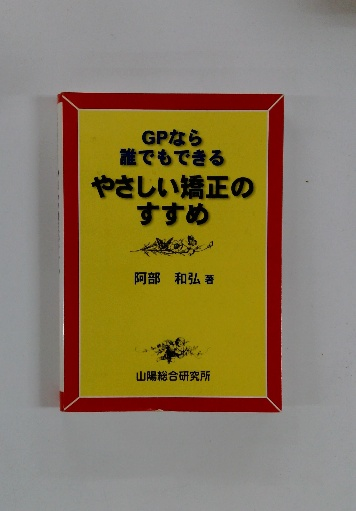 GPなら
誰でもできる
やさしい矯正の
すすめ
阿部 和弘 著
山陽総合研究所